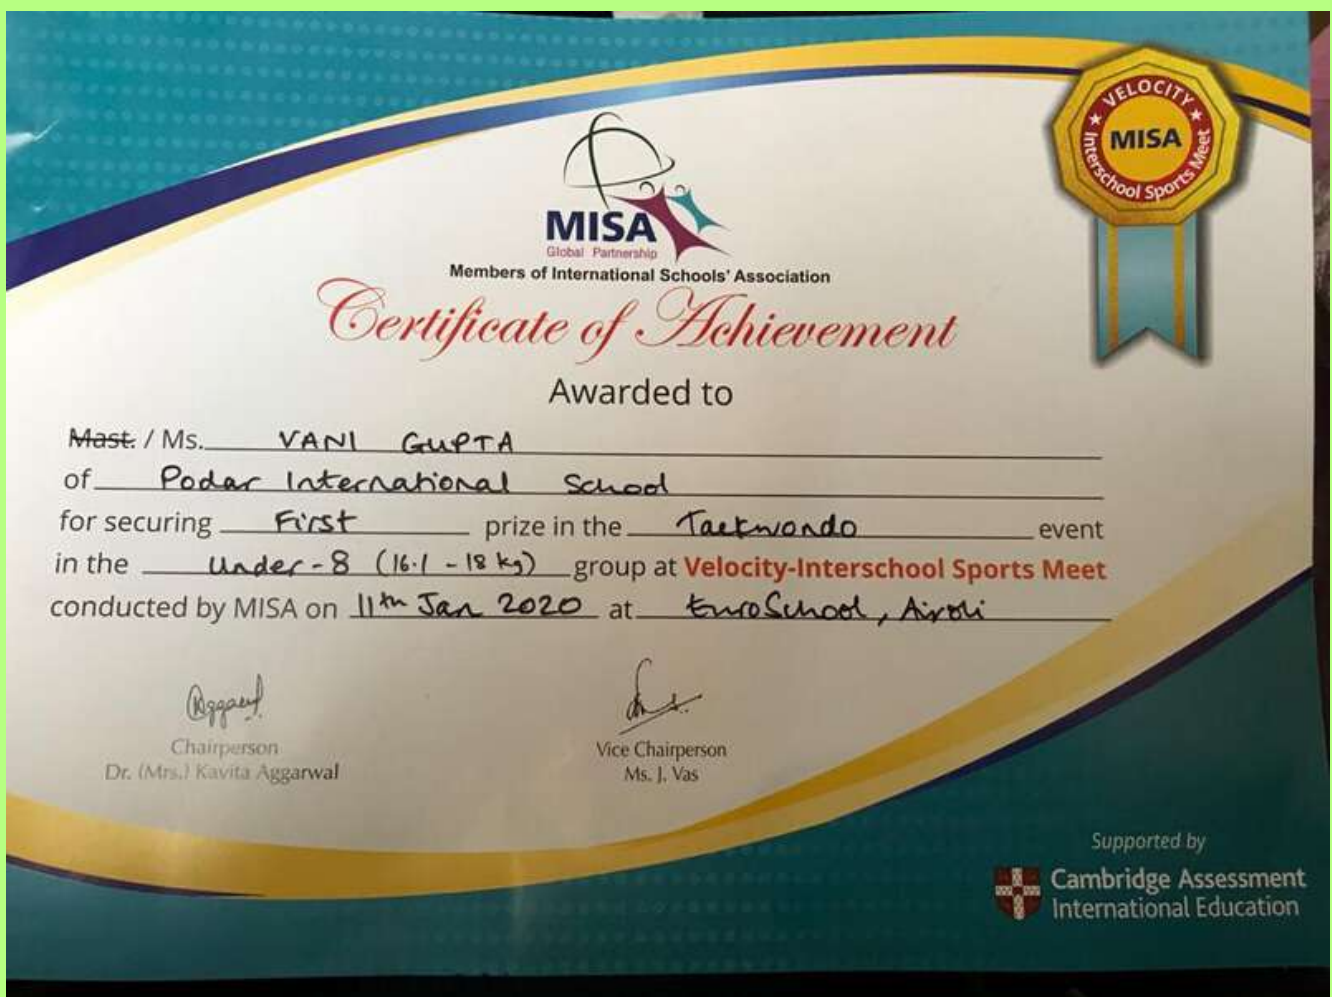 VELOCITY
MISA
Interschool Sports Meet
MISA
Global Partnership
Members of International Schools' Association
Certificate of Achievement
Awarded to
Mast. / Ms. VANI GUPTA
of Podar International School
for securing First prize in the Taekwondo event
in the Under-8 (16.1 - 18 kg) group at Velocity-Interschool Sports Meet
conducted by MISA on 11th Jan 2020 at EuroSchool, Airoli
Aggarwal
Chairperson
Dr. (Mrs.) Kavita Aggarwal
Vice Chairperson
Ms. J. Vas
Supported by
Cambridge Assessment
International Education